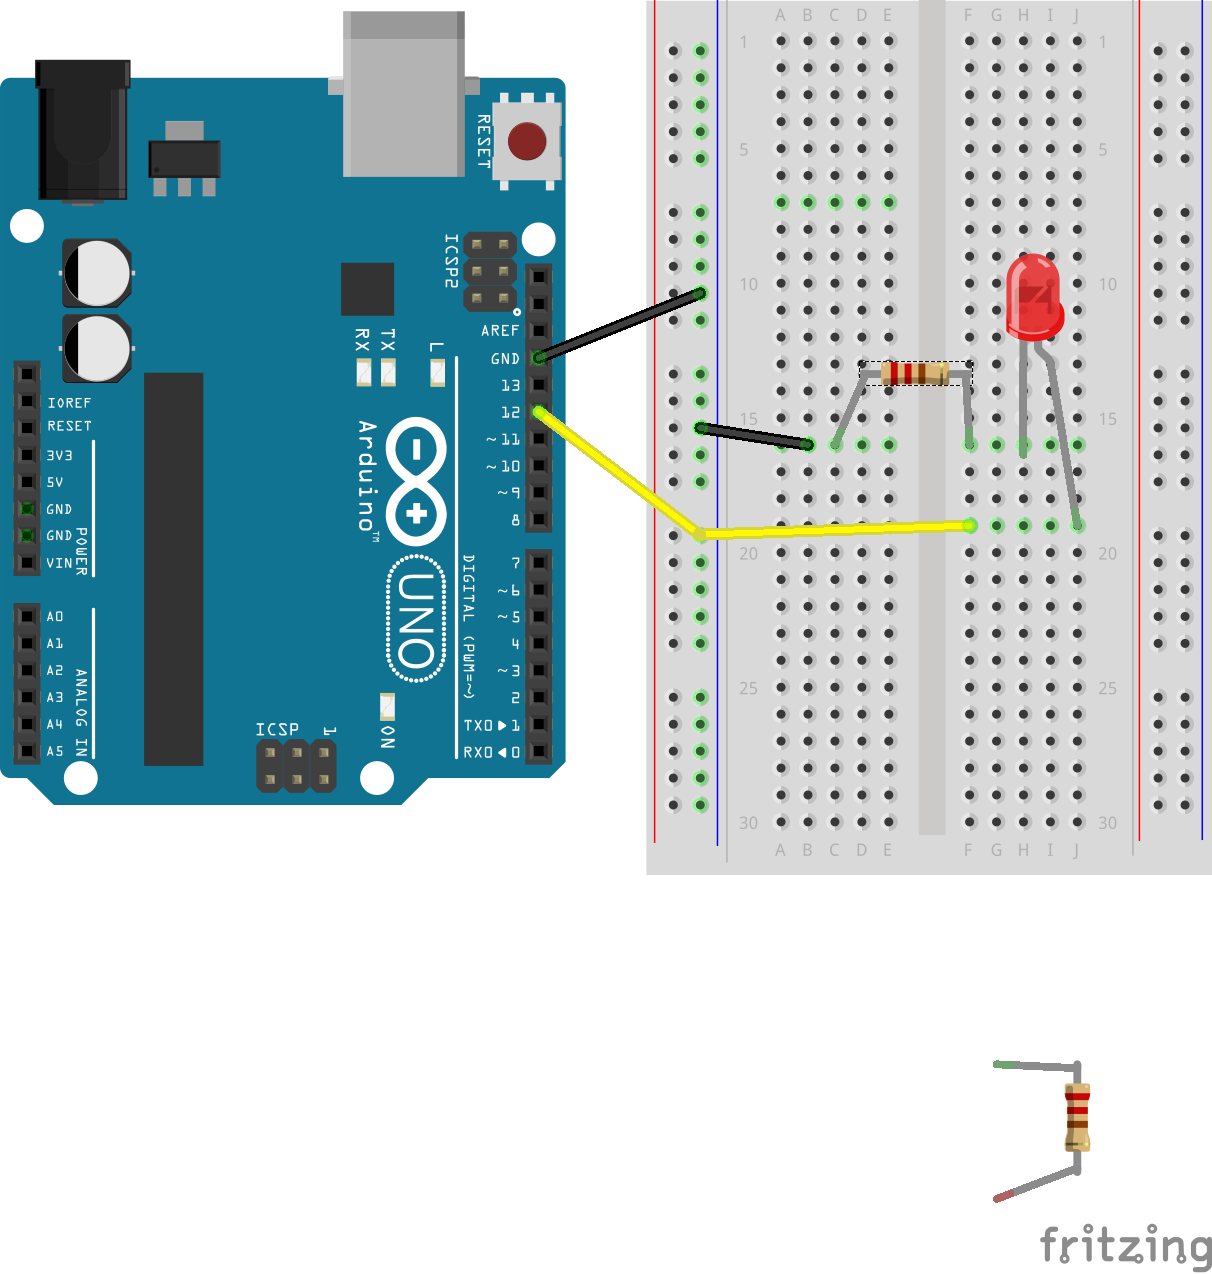 A B C D E F G H I J
1 1
5 5
10 10
15 15
20 20
25 25
30 30
A B C D E F G H I J
RESET
ICSP2
AREF
GND
13
12
~11
~10
~9
8
7
~6
~5
4
~3
2
TX0▶1
RX0◀0
DIGITAL (PWM=~)
RX
TX
L
IOREF
RESET
3V3
5V
GND
GND
VIN
POWER
A0
A1
A2
A3
A4
A5
ANALOG IN
Arduino™
UNO
ON
ICSP
1
fritzing